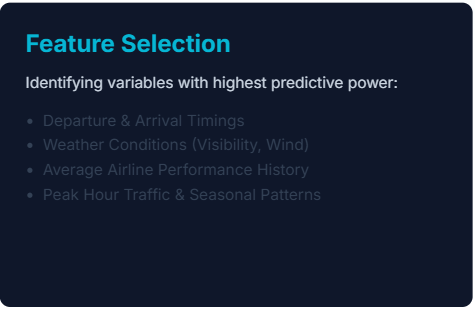 Feature Selection
Identifying variables with highest predictive power:
• Departure & Arrival Timings
• Weather Conditions (Visibility, Wind)
• Average Airline Performance History
• Peak Hour Traffic & Seasonal Patterns